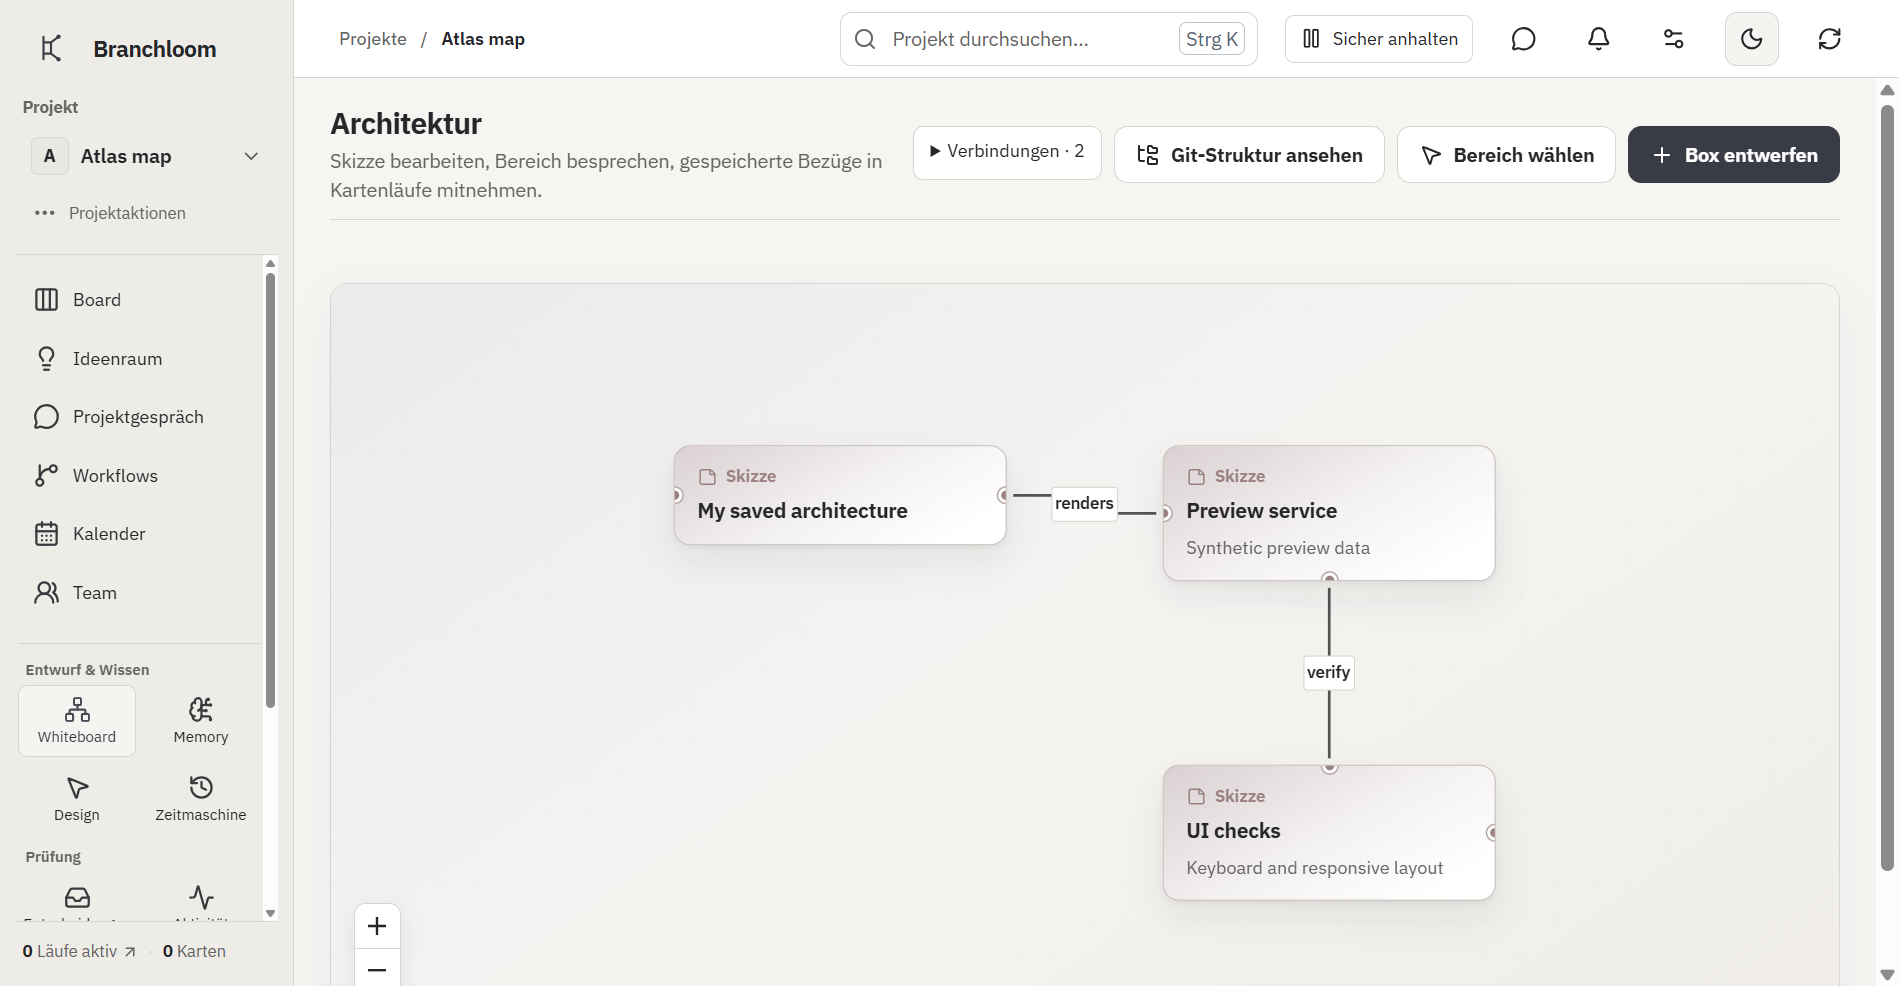 Branchloom
Projekt
A Atlas map
Projektaktionen
Board
Ideenraum
Projektgespräch
Workflows
Kalender
Team
Entwurf & Wissen
Whiteboard Memory
Design Zeitmaschine
Prüfung
0 Läufe aktiv · 0 Karten
Projekte / Atlas map
Projekt durchsuchen...
Strg K
Sicher anhalten
Architektur
Skizze bearbeiten, Bereich besprechen, gespeicherte Bezüge in
Kartenläufe mitnehmen.
Verbindungen · 2
Git-Struktur ansehen
Bereich wählen
Box entwerfen
Skizze
My saved architecture
renders
Skizze
Preview service
Synthetic preview data
verify
Skizze
UI checks
Keyboard and responsive layout